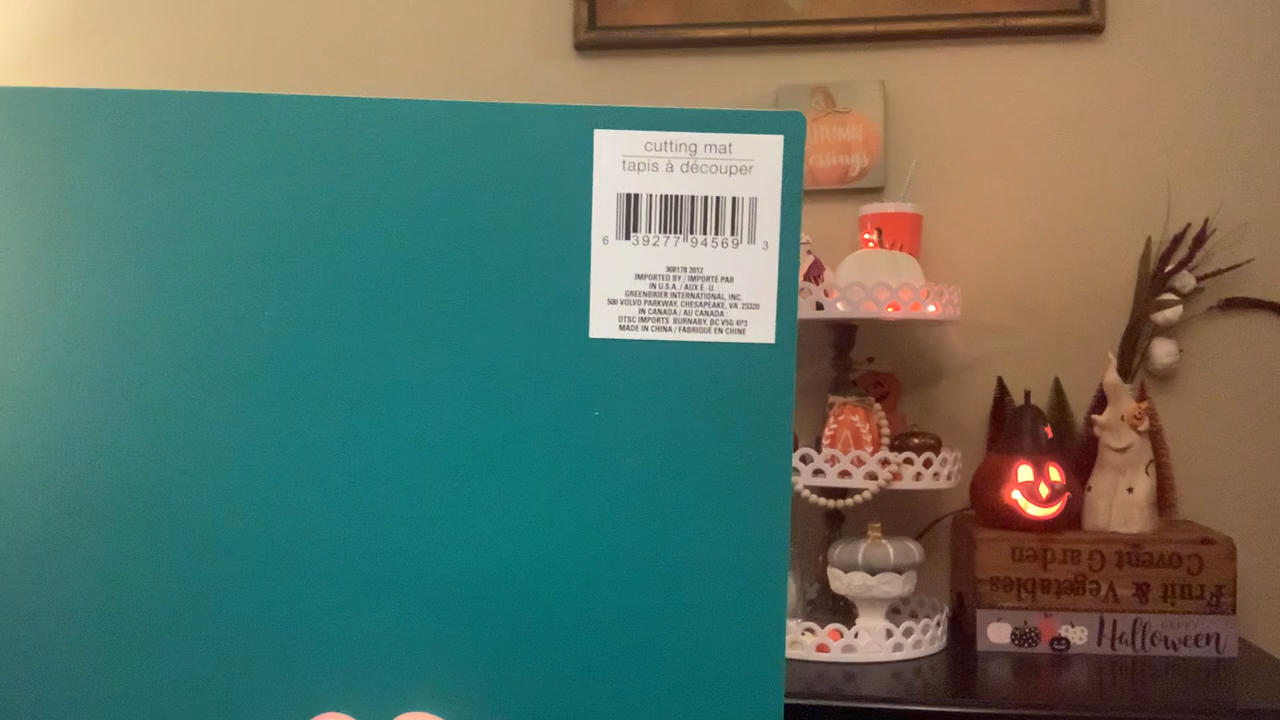 cutting mat
tapis à découper
6 39277 94569 3
308178 2012
IMPORTED BY / IMPORTÉ PAR
IN U.S.A. / AUX É.-U.
GREENBRIER INTERNATIONAL, INC.
500 VOLVO PARKWAY, CHESAPEAKE, VA 23320
IN CANADA / AU CANADA :
DTSC IMPORTS BURNABY, BC V5G 4P3
MADE IN CHINA / FABRIQUÉ EN CHINE
Covent Garden
Fruit & Vegetables
HAPPY
Halloween